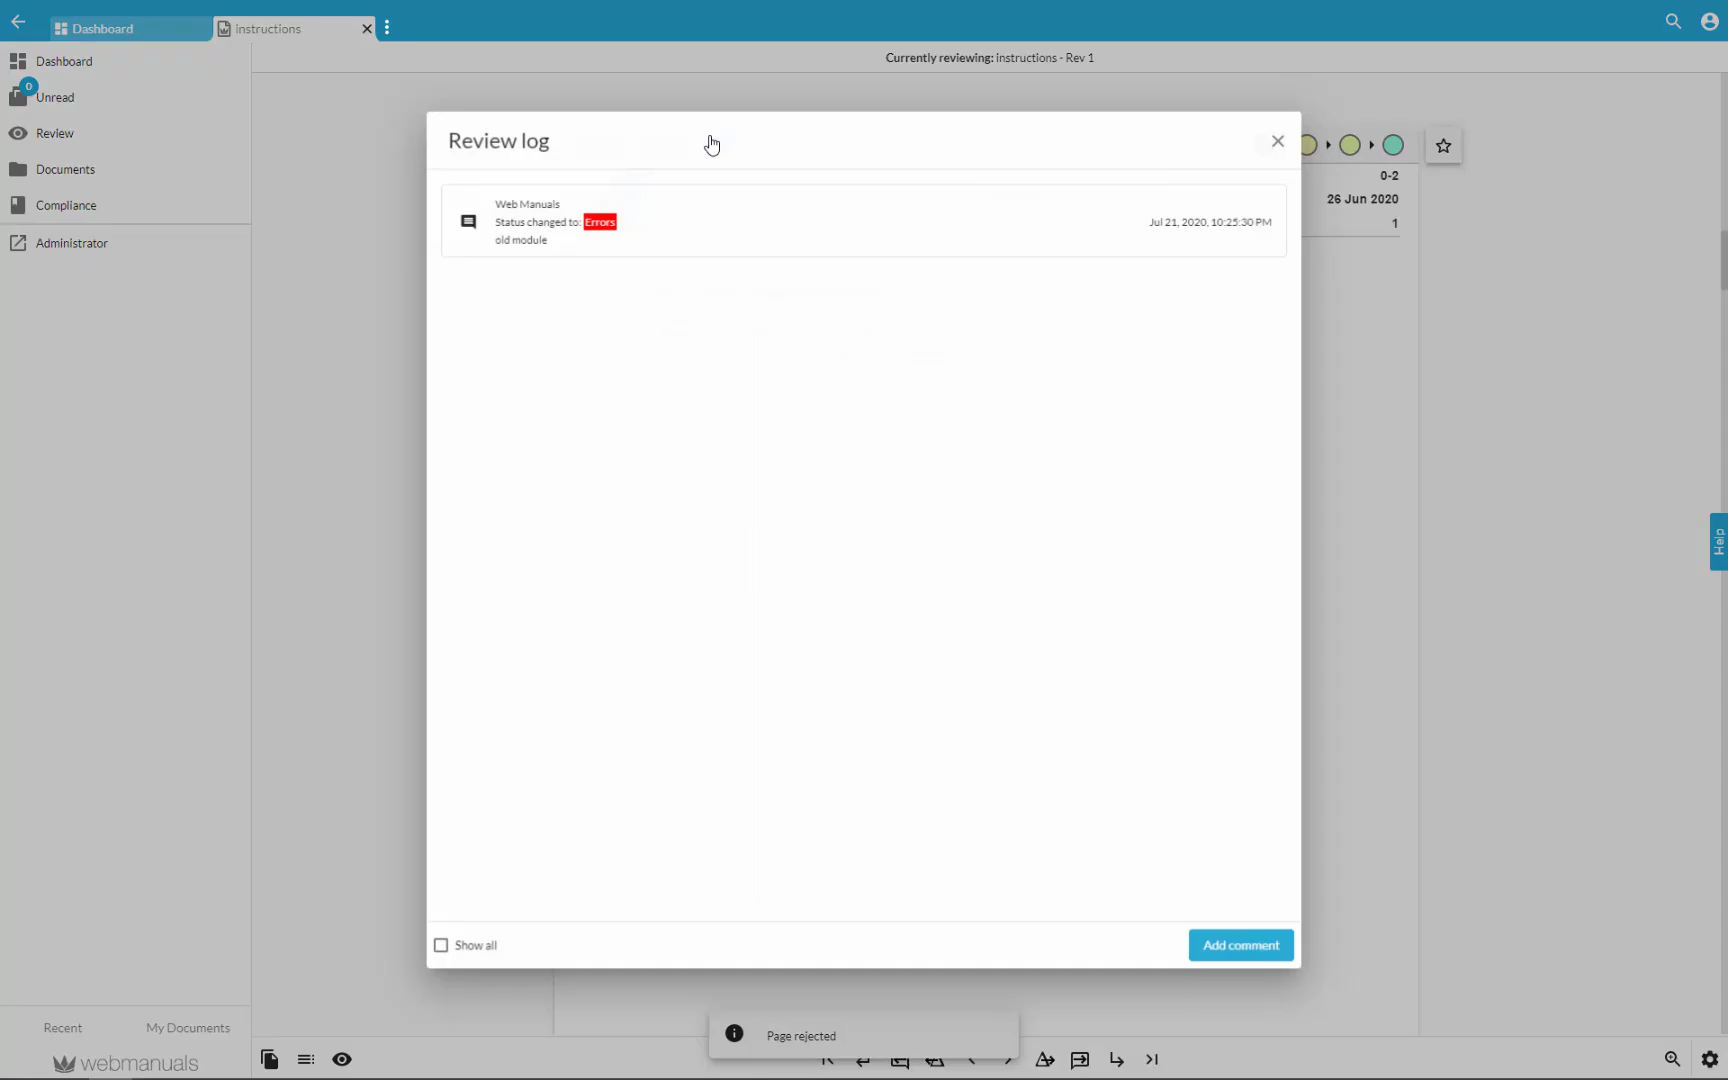 Dashboard
instructions
Currently reviewing: instructions - Rev 1
Dashboard
0
Unread
Review
Documents
Compliance
Administrator
Review log
Web Manuals
Status changed to: Errors
old module
Jul 21, 2020, 10:25:30 PM
0-2
26 Jun 2020
1
Help
Show all
Add comment
Page rejected
Recent
My Documents
webmanuals